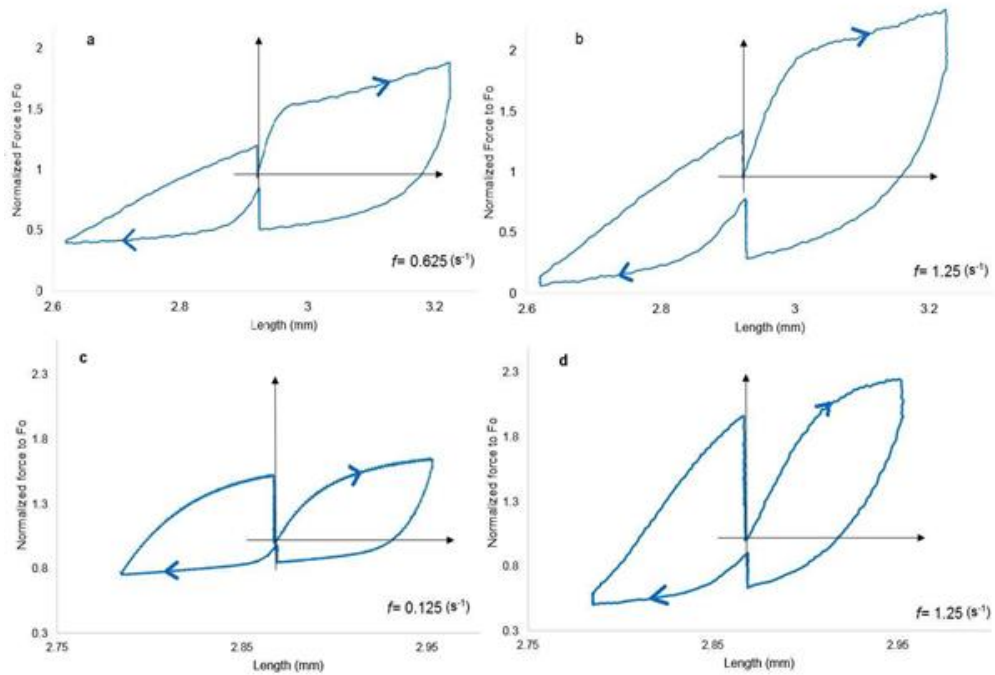 a
Normalized Force to Fo
2
1.5
1
0.5
0
2.6
2.8
3
3.2
Length (mm)
f= 0.625 (s⁻¹)
b
Normalized Force to Fo
2
1.5
1
0.5
0
2.6
2.8
3
3.2
Length (mm)
f= 1.25 (s⁻¹)
c
Normalized force to Fo
2.3
1.8
1.3
0.8
0.3
2.75
2.85
2.95
Length (mm)
f= 0.125 (s⁻¹)
d
Normalized force to Fo
2.3
1.8
1.3
0.8
0.3
2.75
2.85
2.95
Length (mm)
f= 1.25 (s⁻¹)